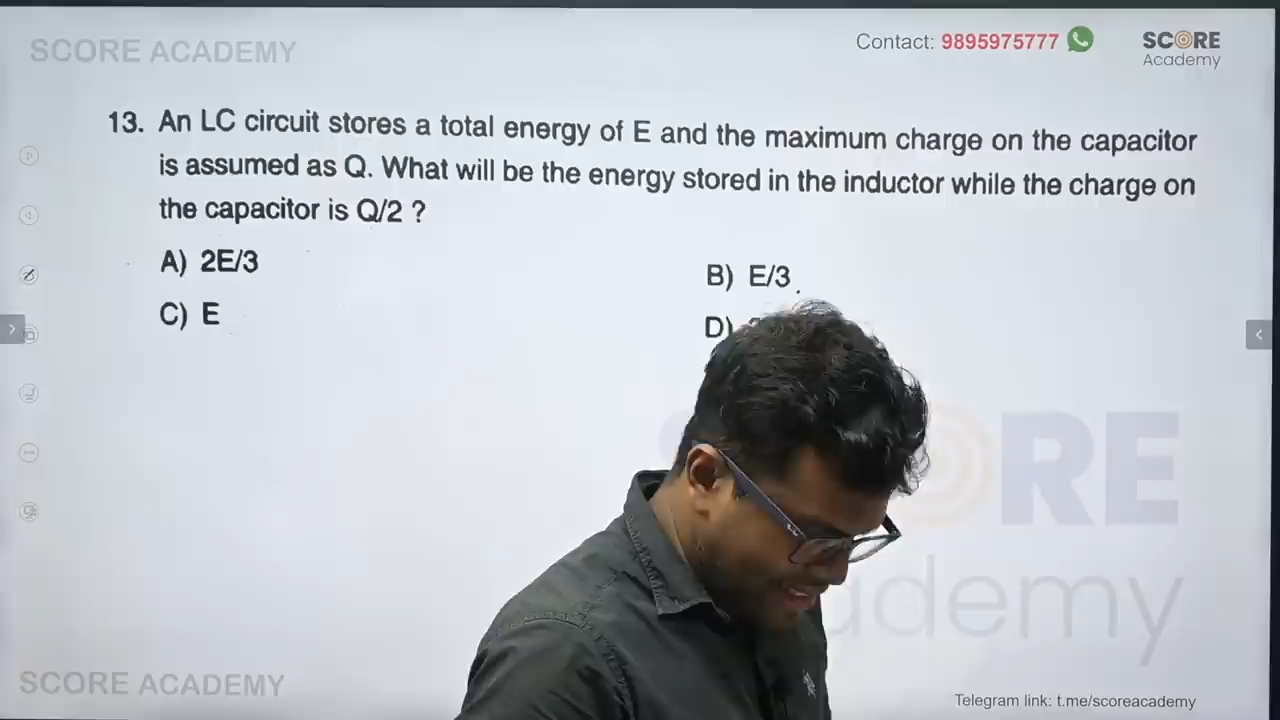 SCORE ACADEMY
Contact: 9895975777
SCORE
Academy
13. An LC circuit stores a total energy of E and the maximum charge on the capacitor
is assumed as Q. What will be the energy stored in the inductor while the charge on
the capacitor is Q/2 ?
A) 2E/3
B) E/3
C) E
D)
RE
ademy
SCORE ACADEMY
Telegram link: t.me/scoreacademy